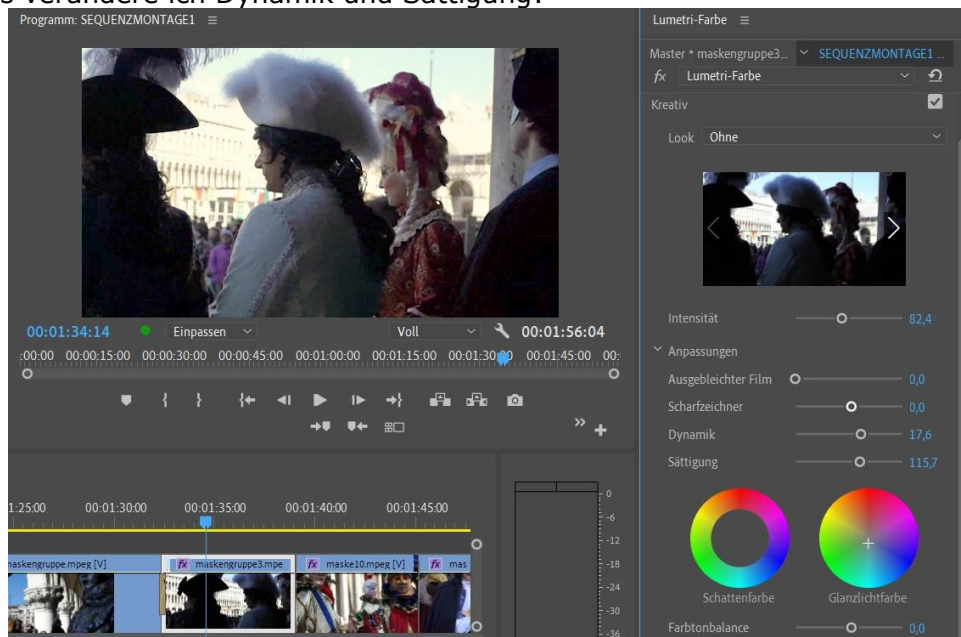 s verändere ich Dynamik und Sättigung.
Programm: SEQUENZMONTAGE1
00:01:34:14 Einpassen Voll 00:01:56:04
:00:00 00:00:15:00 00:00:30:00 00:00:45:00 00:01:00:00 00:01:15:00 00:01:30:00 00:01:45:00 00:
1:25:00 00:01:30:00 00:01:35:00 00:01:40:00 00:01:45:00
naskengruppe.mpeg [V] fx maskengruppe3.mpe fx maske10.mpeg [V] fx mas
0
-6
-12
-18
-24
-30
-36
Lumetri-Farbe
Master * maskengruppe3... SEQUENZMONTAGE1 ...
fx Lumetri-Farbe
Kreativ
Look Ohne
Intensität 82,4
Anpassungen
Ausgebleichter Film 0,0
Scharfzeichner 0,0
Dynamik 17,6
Sättigung 115,7
Schattenfarbe Glanzlichtfarbe
Farbtonbalance 0,0